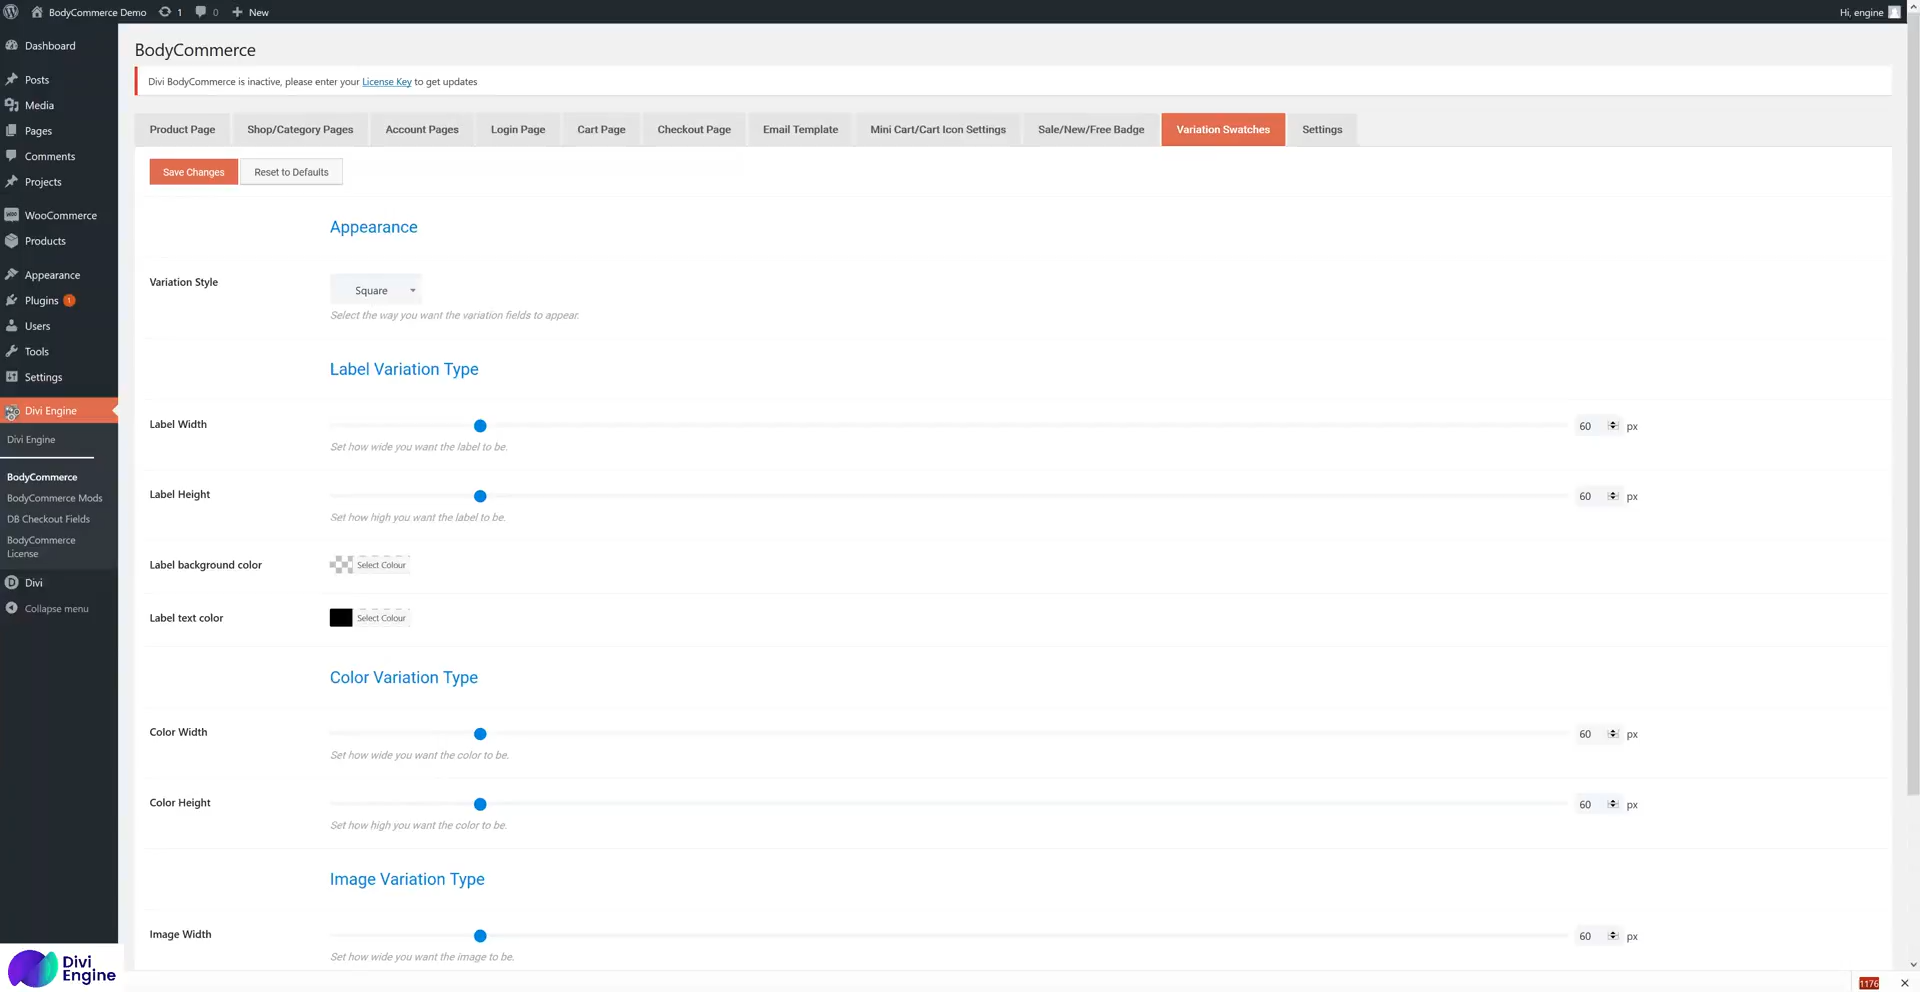 BodyCommerce Demo 1 0 New Hi, engine
Dashboard
Posts
Media
Pages
Comments
Projects
WooCommerce
Products
Appearance
Plugins 1
Users
Tools
Settings
Divi Engine
Divi Engine
BodyCommerce
BodyCommerce Mods
DB Checkout Fields
BodyCommerce
License
Divi
Collapse menu
Divi
Engine
BodyCommerce
Divi BodyCommerce is inactive, please enter your License Key to get updates
Product Page Shop/Category Pages Account Pages Login Page Cart Page Checkout Page Email Template Mini Cart/Cart Icon Settings Sale/New/Free Badge Variation Swatches Settings
Save Changes Reset to Defaults
Appearance
Variation Style Square
Select the way you want the variation fields to appear.
Label Variation Type
Label Width 60 px
Set how wide you want the label to be.
Label Height 60 px
Set how high you want the label to be.
Label background color Select Colour
Label text color Select Colour
Color Variation Type
Color Width 60 px
Set how wide you want the color to be.
Color Height 60 px
Set how high you want the color to be.
Image Variation Type
Image Width 60 px
Set how wide you want the image to be.
1176